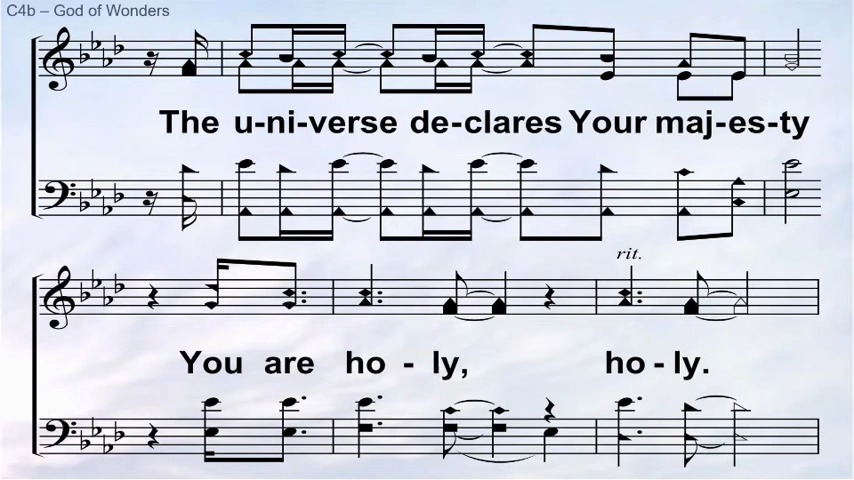 C4b – God of Wonders
The u-ni-verse de-clares Your maj-es-ty
rit.
You are ho - ly, ho - ly.